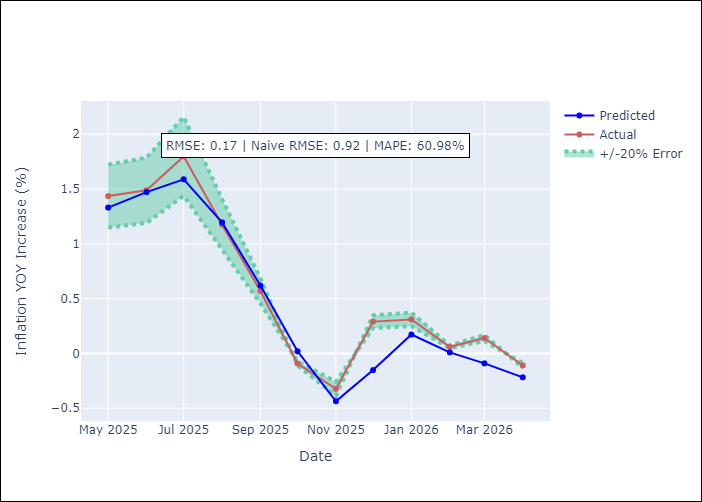 Predicted
Actual
+/-20% Error
RMSE: 0.17 | Naive RMSE: 0.92 | MAPE: 60.98%
Inflation YOY Increase (%)
2
1.5
1
0.5
0
−0.5
May 2025
Jul 2025
Sep 2025
Nov 2025
Jan 2026
Mar 2026
Date